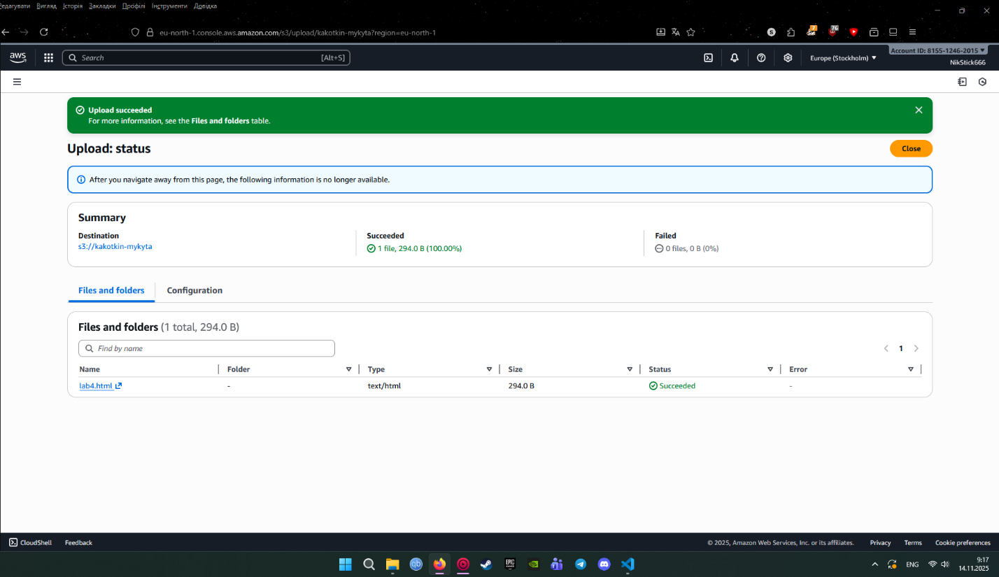 Редагувати Вигляд Історія Закладки Профілі Інструменти Довідка
eu-north-1.console.aws.amazon.com/s3/upload/kakotkin-mykyta?region=eu-north-1
S
7
76
aws
Search [Alt+S]
Europe (Stockholm)
Account ID: 8155-1246-2015
NikStick666
Upload succeeded
For more information, see the Files and folders table.
Upload: status
Close
After you navigate away from this page, the following information is no longer available.
Summary
Destination
s3://kakotkin-mykyta
Succeeded
1 file, 294.0 B (100.00%)
Failed
0 files, 0 B (0%)
Files and folders
Configuration
Files and folders (1 total, 294.0 B)
Find by name
1
Name Folder Type Size Status Error
lab4.html - text/html 294.0 B Succeeded -
CloudShell Feedback
© 2025, Amazon Web Services, Inc. or its affiliates. Privacy Terms Cookie preferences
qb
EPIC
GAMES
ENG
9:17
14.11.2025